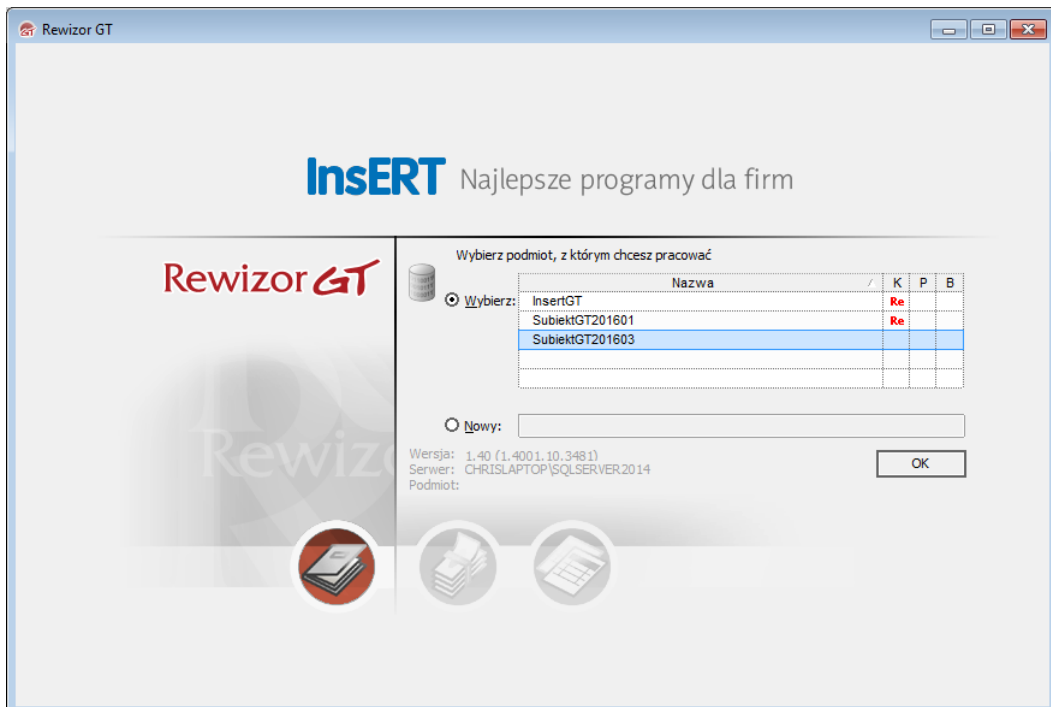 Rewizor GT
InsERT Najlepsze programy dla firm
Rewizor GT
Wybierz podmiot, z którym chcesz pracować
Nazwa K P B
Wybierz: InsertGT Re
SubiektGT201601 Re
SubiektGT201603
Nowy:
Wersja: 1.40 (1.4001.10.3481)
Serwer: CHRISLAPTOP\SQLSERVER2014
Podmiot:
OK
Rewizo